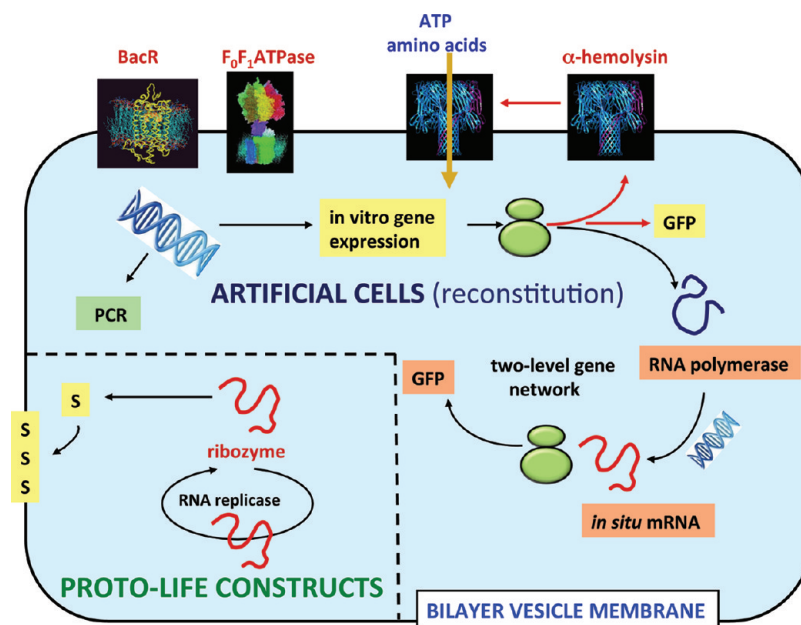 BacR
F₀F₁ATPase
ATP
amino acids
α-hemolysin
in vitro gene
expression
GFP
PCR
ARTIFICIAL CELLS (reconstitution)
RNA polymerase
two-level gene
network
GFP
in situ mRNA
S
S
S
S
ribozyme
RNA replicase
PROTO-LIFE CONSTRUCTS
BILAYER VESICLE MEMBRANE